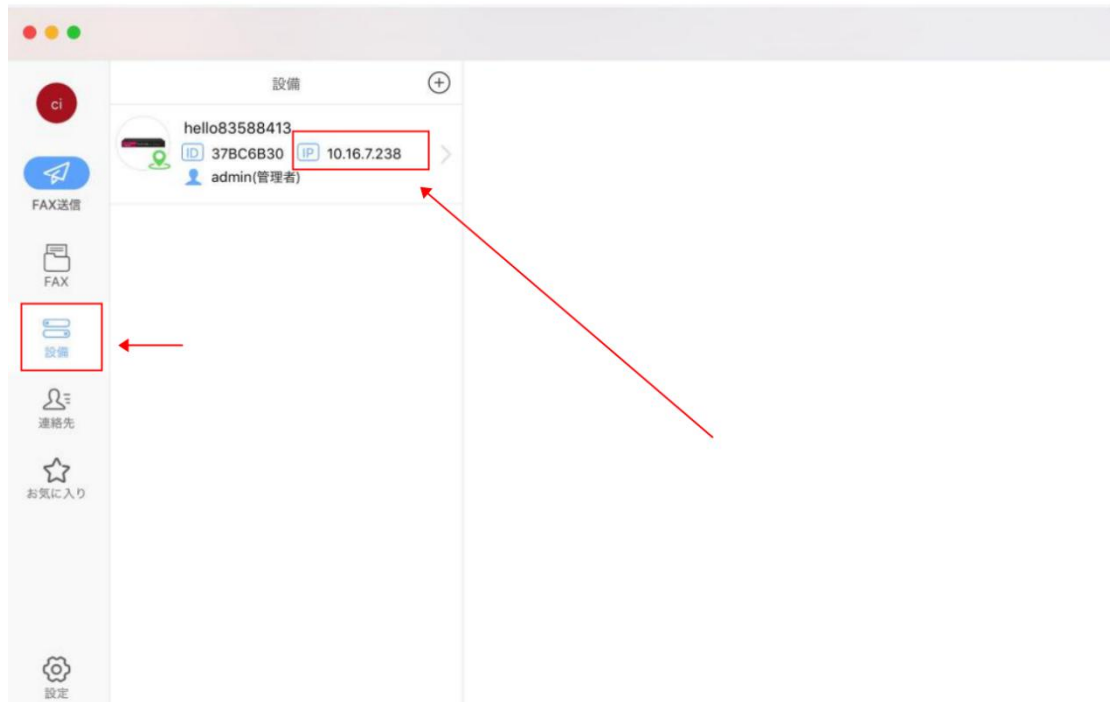 ci
FAX送信
FAX
設備
連絡先
お気に入り
設定
設備
hello83588413
ID 37BC6B30 IP 10.16.7.238
admin(管理者)